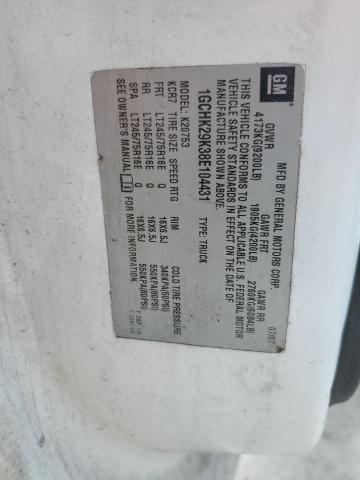 GM
MFD BY GENERAL MOTORS CORP. 07/07
GVWR GAWR FRT GAWR RR
4173KG(9200LB) 1905KG(4200LB) 2760KG(6084LB)
THIS VEHICLE CONFORMS TO ALL APPLICABLE U.S. FEDERAL MOTOR
VEHICLE SAFETY STANDARDS IN EFFECT ON THE DATE OF
MANUFACTURE SHOWN ABOVE.
1GCHK29K38E104431 TYPE: TRUCK
MODEL: K20753
KCR7 TIRE SIZE SPEED RTG RIM COLD TIRE PRESSURE
FRT LT245/75R16E Q 16X6.5J 340KPA(50PSI)
RR LT245/75R16E Q 16X6.5J 550KPA(80PSI)
SPA LT245/75R16E Q 16X6.5J 550KPA(80PSI)
SEE OWNER'S MANUAL FOR MORE INFORMATION